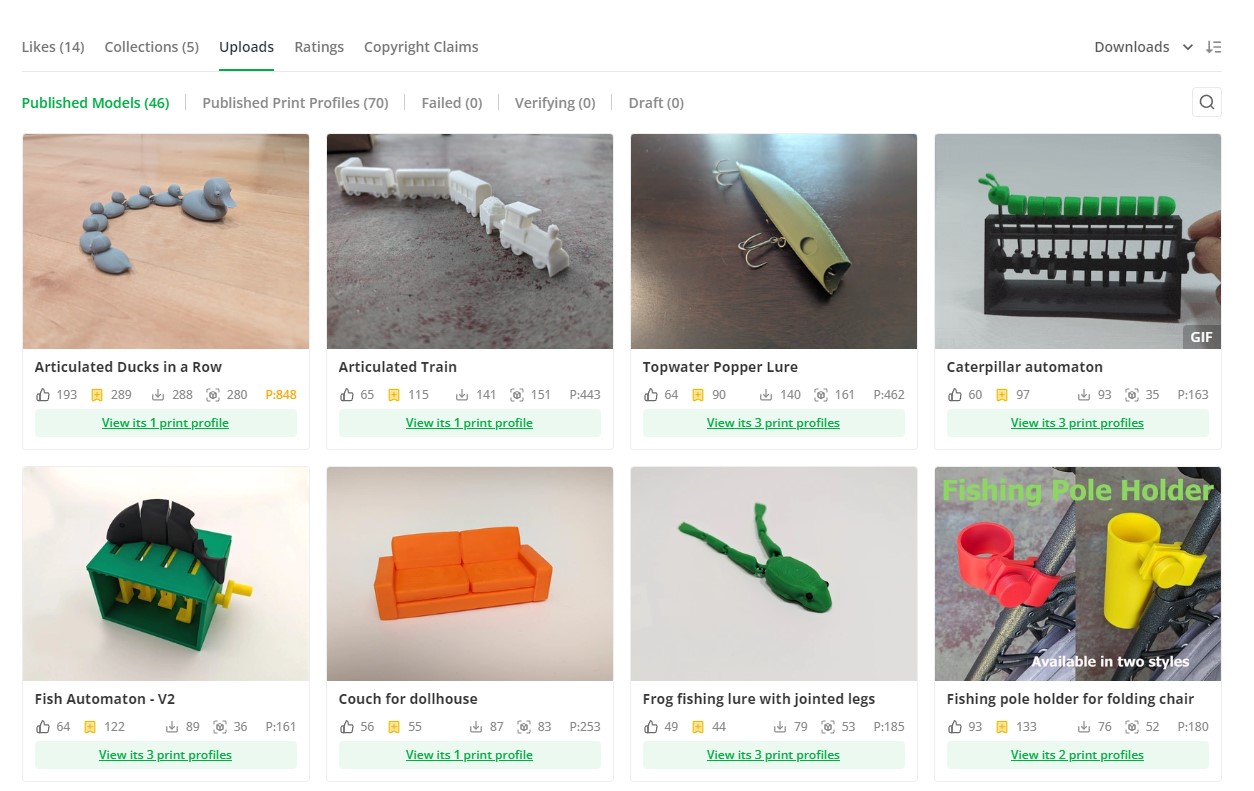 Likes (14) Collections (5) Uploads Ratings Copyright Claims Downloads
Published Models (46) Published Print Profiles (70) Failed (0) Verifying (0) Draft (0)
GIF
Articulated Ducks in a Row
193 289 288 280 P:848
View its 1 print profile
Articulated Train
65 115 141 151 P:443
View its 1 print profile
Topwater Popper Lure
64 90 140 161 P:462
View its 3 print profiles
Caterpillar automaton
60 97 93 35 P:163
View its 3 print profiles
Fishing Pole Holder
Available in two styles
Fish Automaton - V2
64 122 89 36 P:161
View its 3 print profiles
Couch for dollhouse
56 55 87 83 P:253
View its 1 print profile
Frog fishing lure with jointed legs
49 44 79 53 P:185
View its 3 print profiles
Fishing pole holder for folding chair
93 133 76 52 P:180
View its 2 print profiles